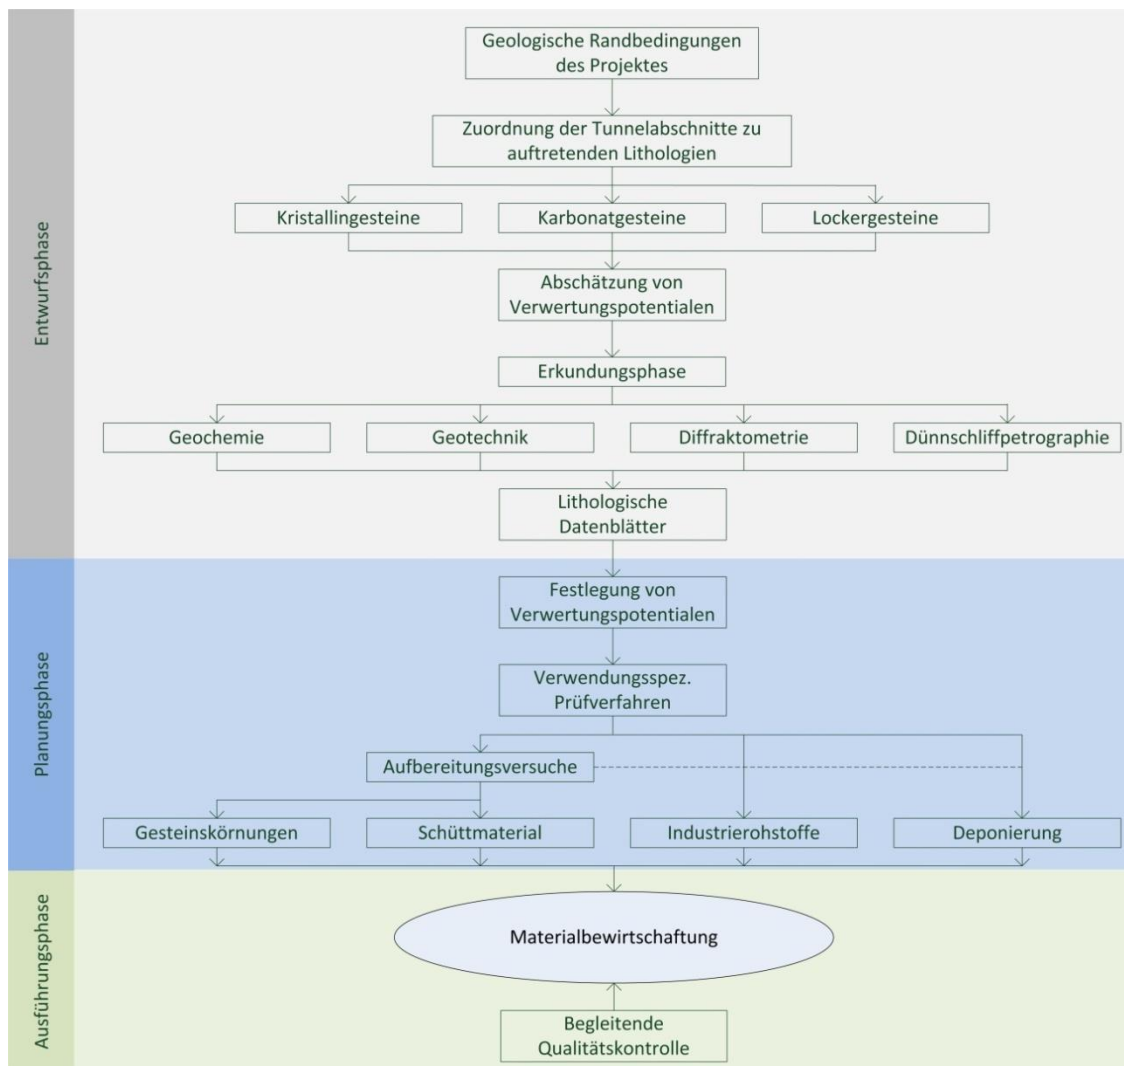 Entwurfsphase
Geologische Randbedingungen
des Projektes
Zuordnung der Tunnelabschnitte zu
auftretenden Lithologien
Kristallingesteine
Karbonatgesteine
Lockergesteine
Abschätzung von
Verwertungspotentialen
Erkundungsphase
Geochemie
Geotechnik
Diffraktometrie
Dünnschliffpetrographie
Lithologische
Datenblätter
Planungsphase
Festlegung von
Verwertungspotentialen
Verwendungsspez.
Prüfverfahren
Aufbereitungsversuche
Gesteinskörnungen
Schüttmaterial
Industrierohstoffe
Deponierung
Ausführungsphase
Materialbewirtschaftung
Begleitende
Qualitätskontrolle